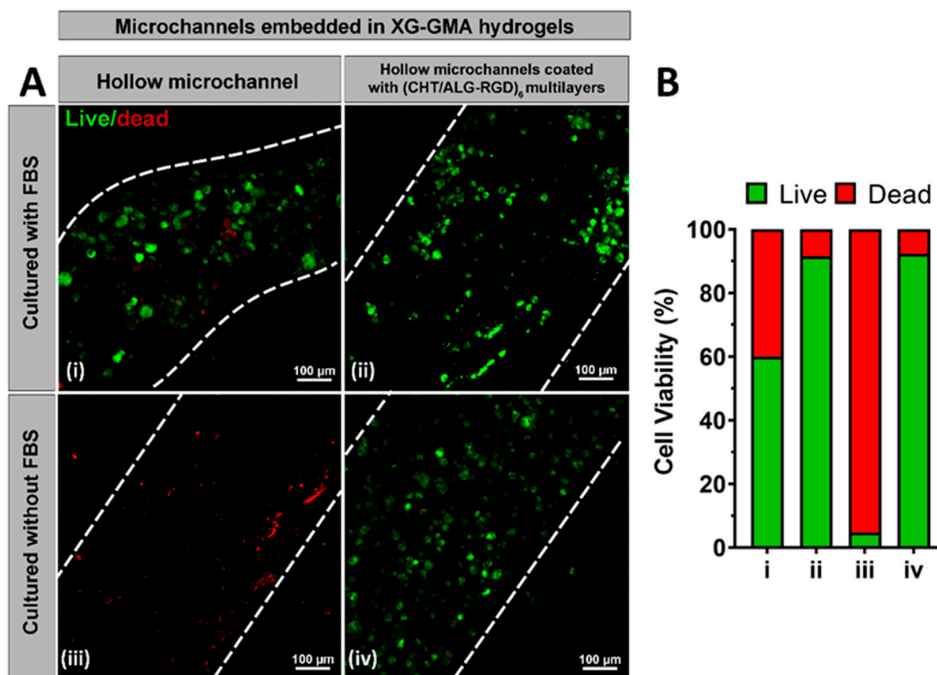 Microchannels embedded in XG-GMA hydrogels
A
Hollow microchannel
Hollow microchannels coated
with (CHT/ALG-RGD)₆ multilayers
B
Cultured with FBS
Live/dead
(i)
100 µm
(ii)
100 µm
Cultured without FBS
(iii)
100 µm
(iv)
100 µm
Live Dead
Cell Viability (%)
100
80
60
40
20
0
i ii iii iv